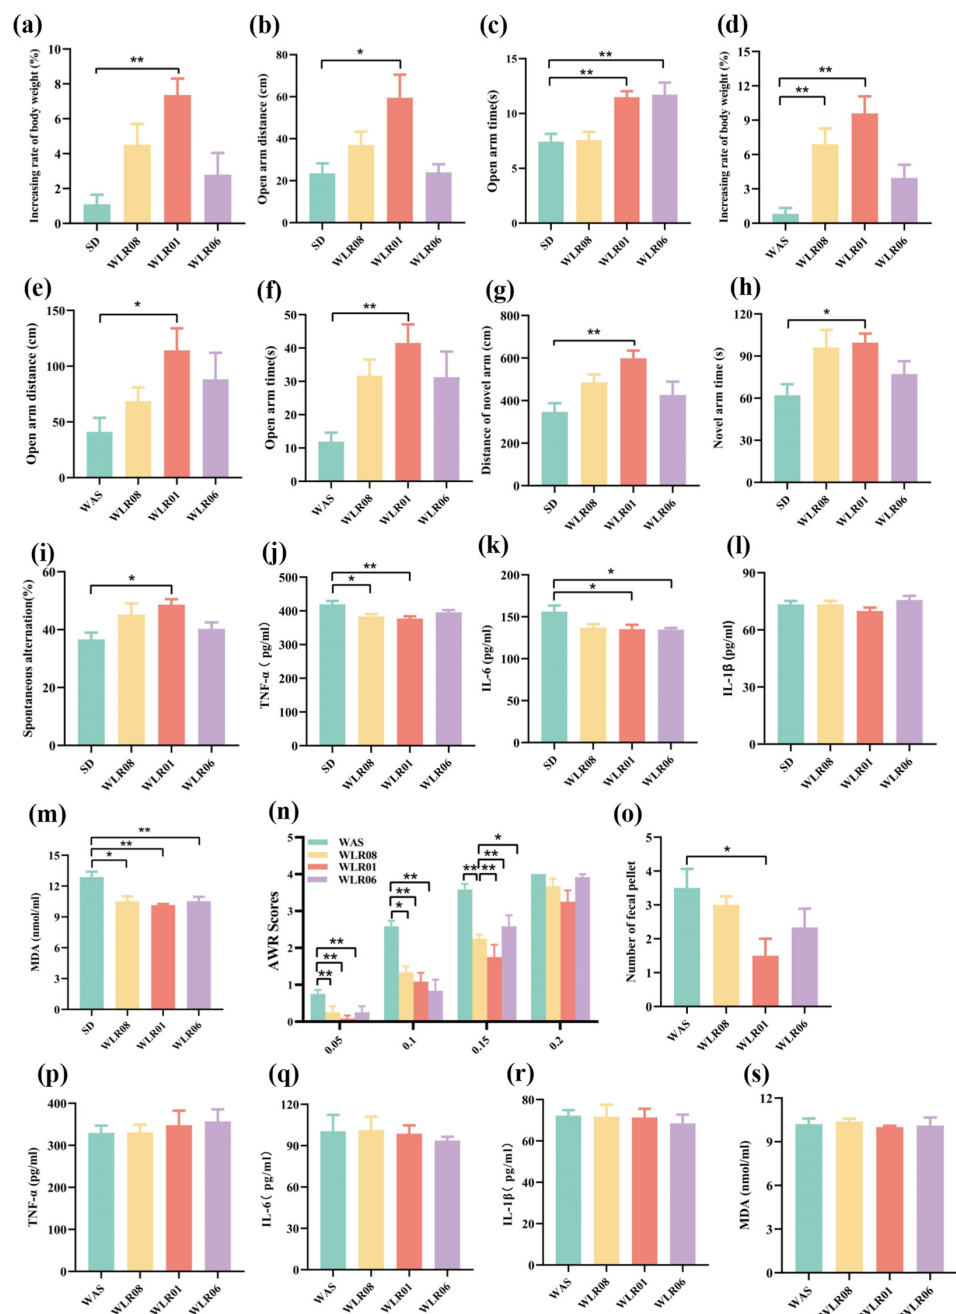 (a)
Increasing rate of body weight (%)
8
6
4
2
0
**
SD
WLR08
WLR01
WLR06
(b)
Open arm distance (cm)
80
60
40
20
0
*
SD
WLR08
WLR01
WLR06
(c)
Open arm time(s)
15
10
5
0
**
**
SD
WLR08
WLR01
WLR06
(d)
Increasing rate of body weight (%)
15
12
9
6
3
0
**
**
WAS
WLR08
WLR01
WLR06
(e)
Open arm distance (cm)
150
100
50
0
*
WAS
WLR08
WLR01
WLR06
(f)
Open arm time(s)
50
40
30
20
10
0
**
WAS
WLR08
WLR01
WLR06
(g)
Distance of novel arm (cm)
800
600
400
200
0
**
SD
WLR08
WLR01
WLR06
(h)
Novel arm time (s)
120
90
60
30
0
*
SD
WLR08
WLR01
WLR06
(i)
Spontaneous alternation(%)
60
40
20
0
*
SD
WLR08
WLR01
WLR06
(j)
TNF-α ( pg/ml)
500
400
300
200
100
0
**
*
SD
WLR08
WLR01
WLR06
(k)
IL-6 (pg/ml)
200
150
100
50
0
*
*
SD
WLR08
WLR01
WLR06
(l)
IL-1β (pg/ml)
90
60
30
0
SD
WLR08
WLR01
WLR06
(m)
MDA (nmol/ml)
15
12
9
6
3
0
**
**
*
SD
WLR08
WLR01
WLR06
(n)
AWR Scores
5
4
3
2
1
0
WAS
WLR08
WLR01
WLR06
**
**
**
**
**
*
*
**
**
**
0.05
0.1
0.15
0.2
(o)
Number of fecal pellet
5
4
3
2
1
0
*
WAS
WLR08
WLR01
WLR06
(p)
TNF-α (pg/ml)
400
300
200
100
0
WAS
WLR08
WLR01
WLR06
(q)
IL-6 ( pg/ml)
120
90
60
30
0
WAS
WLR08
WLR01
WLR06
(r)
IL-1β ( pg/ml)
80
60
40
20
0
WAS
WLR08
WLR01
WLR06
(s)
MDA (nmol/ml)
12
9
6
3
0
WAS
WLR08
WLR01
WLR06